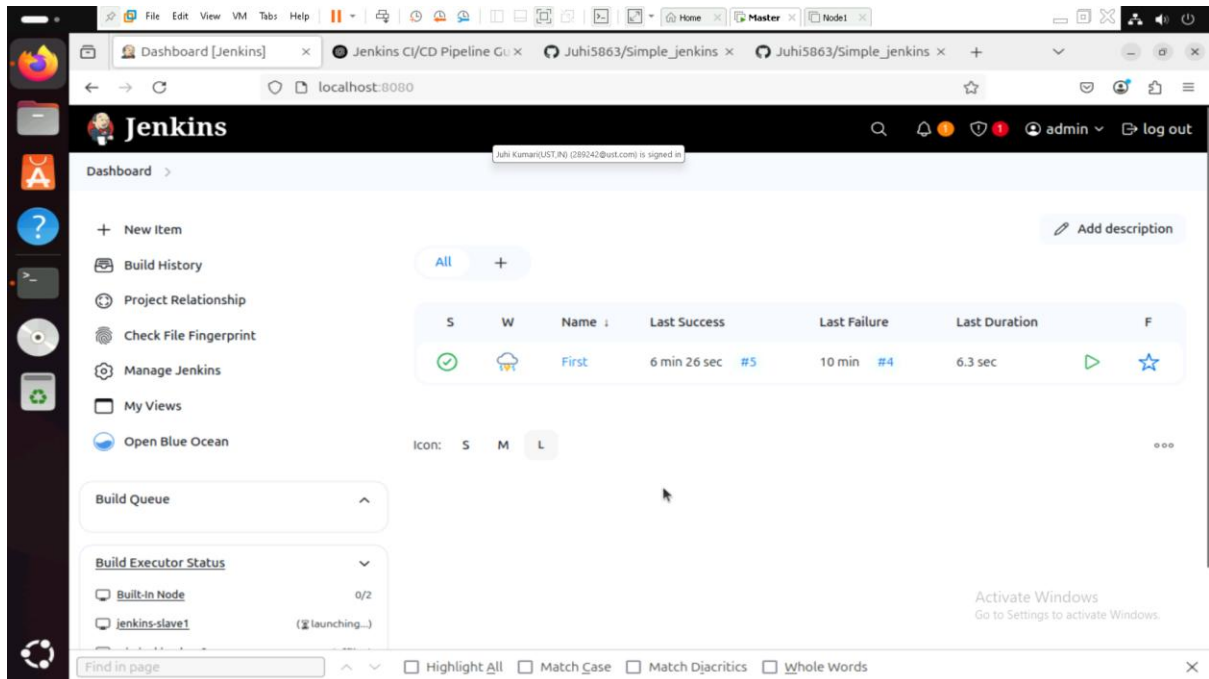 File Edit View VM Tabs Help Home Master Node1
Dashboard [Jenkins] Jenkins CI/CD Pipeline Gu Juhi5863/Simple_jenkins Juhi5863/Simple_jenkins
localhost:8080
Jenkins 1 1 admin log out
Juhi Kumari(UST,IN) (289242@ust.com) is signed in
Dashboard
New Item
Add description
Build History
All +
Project Relationship
Check File Fingerprint
Manage Jenkins
My Views
Open Blue Ocean
S W Name ↓ Last Success Last Failure Last Duration F
First 6 min 26 sec #5 10 min #4 6.3 sec
Icon: S M L
Build Queue
Build Executor Status
Built-In Node 0/2
jenkins-slave1 (launching...)
Activate Windows
Go to Settings to activate Windows.
Find in page Highlight All Match Case Match Diacritics Whole Words